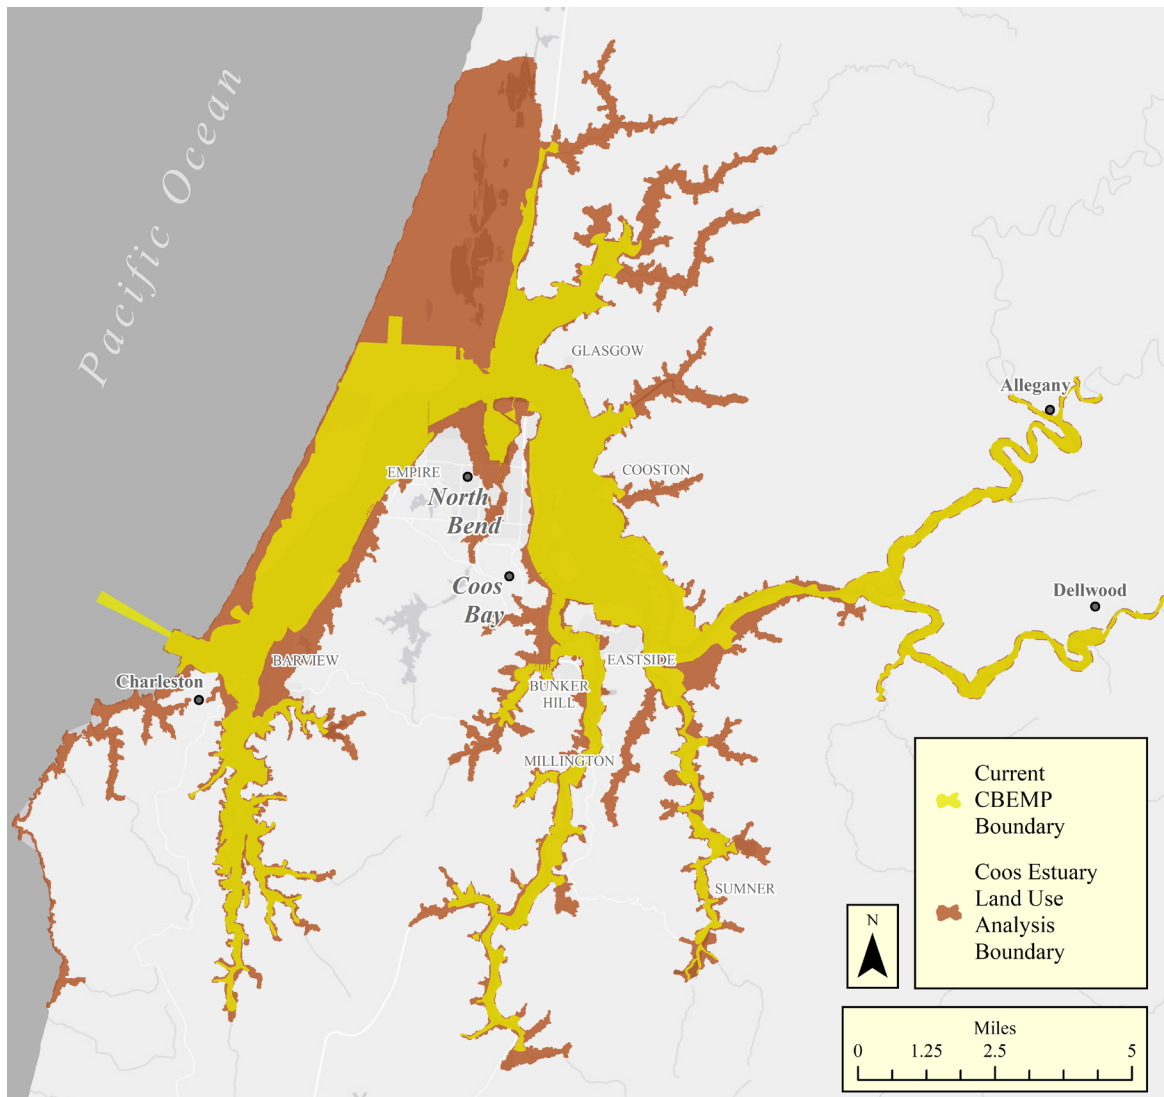 Pacific Ocean
GLASGOW
Allegany
EMPIRE
COOSTON
North
Bend
Coos
Bay
Dellwood
BARVIEW
EASTSIDE
Charleston
BUNKER
HILL
MILLINGTON
SUMNER
Current
CBEMP
Boundary
Coos Estuary
Land Use
Analysis
Boundary
N
Miles
0 1.25 2.5 5